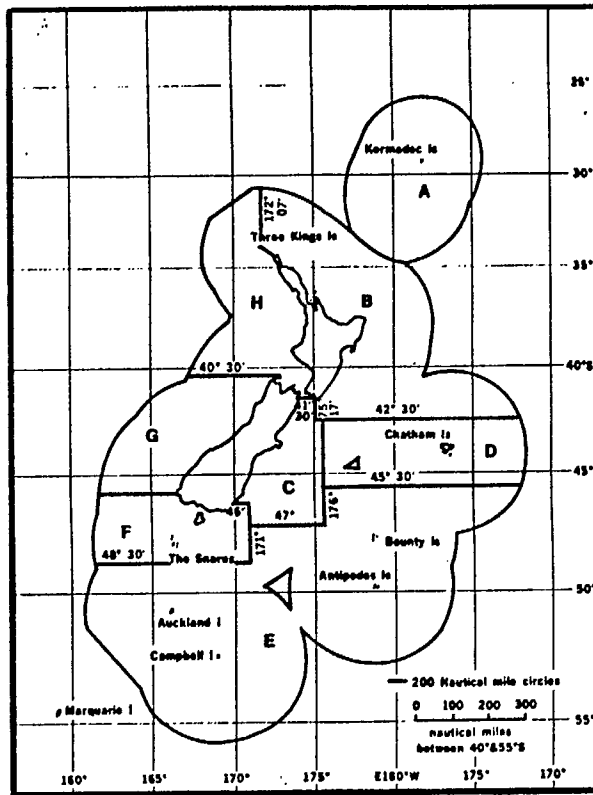 25°
Kermadec Is
30°
A
172°
07'
Three Kings Is
35°
H
B
40° 30'
40°S
41°
30'
75°
17'
42° 30'
G
Chatham Is
D
45°
C
45° 30'
46°
47°
176°
F
171°
48° 30'
The Snares
Bounty Is
Antipodes Is
50°
Auckland I
E
Campbell I
200 Nautical mile circles
Marquarie I
0 100 200 300
nautical miles
between 40°&55°S
55°
160° 165° 170° 175° E180°W 175° 170°